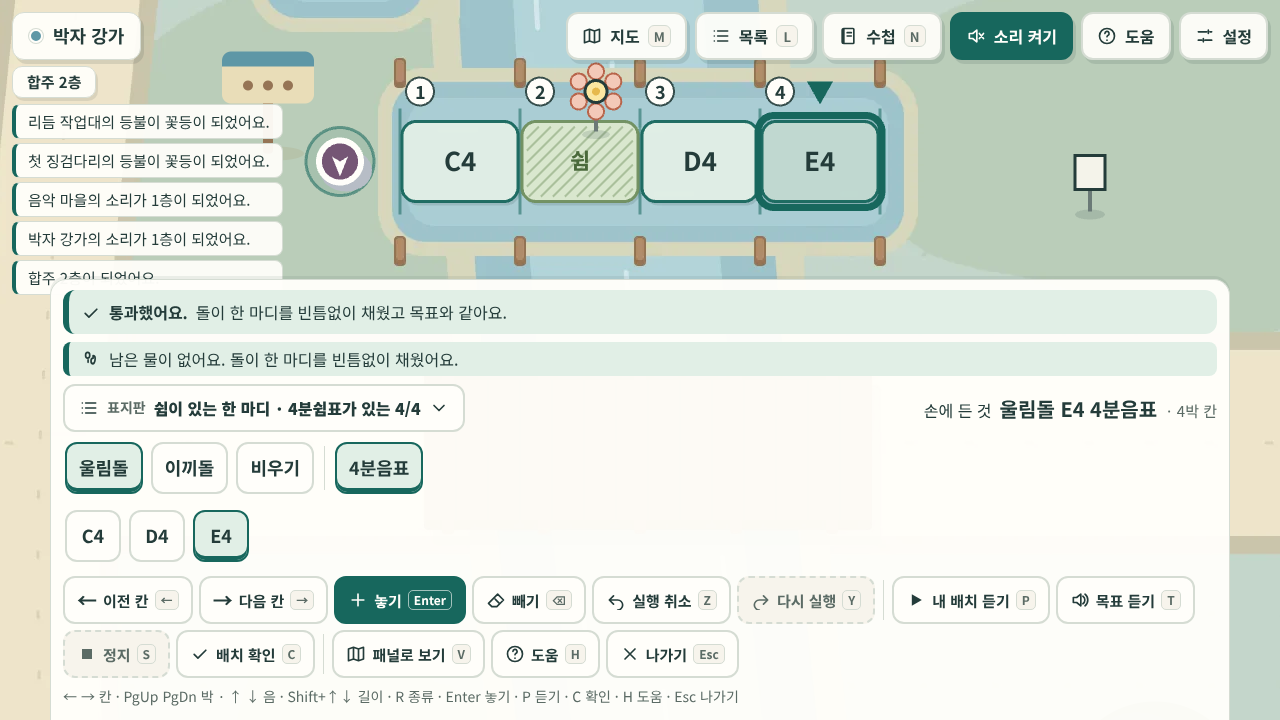 박자 강가
지도 M
목록 L
수첩 N
소리 켜기
도움
설정
합주 2층
리듬 작업대의 등불이 꽃등이 되었어요.
첫 징검다리의 등불이 꽃등이 되었어요.
음악 마을의 소리가 1층이 되었어요.
박자 강가의 소리가 1층이 되었어요.
합주 2층이 되었어요.
1 2 3 4
C4 쉼 D4 E4
통과했어요. 돌이 한 마디를 빈틈없이 채웠고 목표와 같아요.
남은 물이 없어요. 돌이 한 마디를 빈틈없이 채웠어요.
표지판 쉼이 있는 한 마디 · 4분쉼표가 있는 4/4
손에 든 것 울림돌 E4 4분음표 · 4박 칸
울림돌 이끼돌 비우기 4분음표
C4 D4 E4
← 이전 칸 ← → 다음 칸 → + 놓기 Enter 빼기 ⌫ 실행 취소 Z 다시 실행 Y 내 배치 듣기 P 목표 듣기 T
정지 S 배치 확인 C 패널로 보기 V 도움 H 나가기 Esc
← → 칸 · PgUp PgDn 박 · ↑ ↓ 음 · Shift+↑↓ 길이 · R 종류 · Enter 놓기 · P 듣기 · C 확인 · H 도움 · Esc 나가기